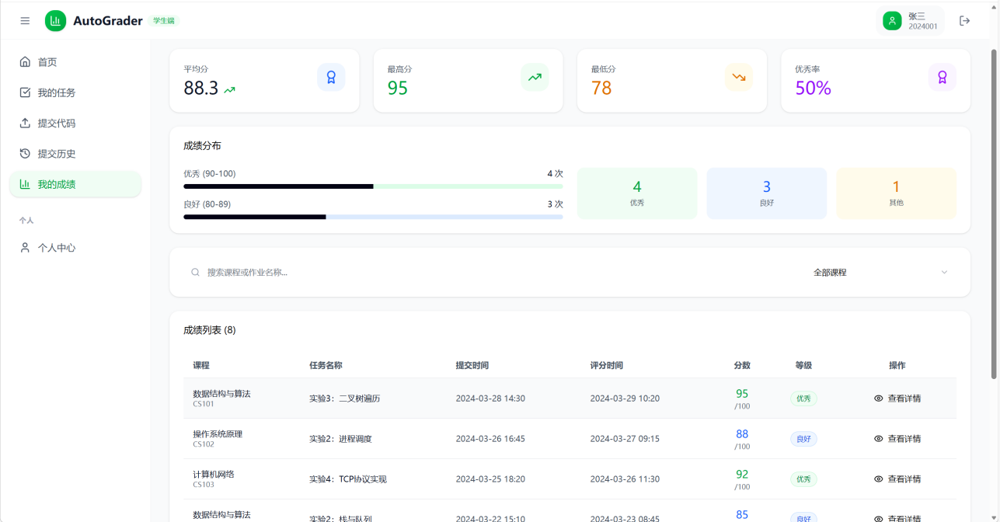 AutoGrader 学生端
张三
2024001
首页
我的任务
提交代码
提交历史
我的成绩
个人
个人中心
平均分
88.3
最高分
95
最低分
78
优秀率
50%
成绩分布
优秀 (90-100) 4 次
良好 (80-89) 3 次
4
优秀
3
良好
1
其他
搜索课程或作业名称...
全部课程
成绩列表 (8)
课程 任务名称 提交时间 评分时间 分数 等级 操作
数据结构与算法
CS101
实验3：二叉树遍历 2024-03-28 14:30 2024-03-29 10:20 95
/100
优秀 查看详情
操作系统原理
CS102
实验2：进程调度 2024-03-26 16:45 2024-03-27 09:15 88
/100
良好 查看详情
计算机网络
CS103
实验4：TCP协议实现 2024-03-25 18:20 2024-03-26 11:30 92
/100
优秀 查看详情
数据结构与算法
实验2：栈与队列 2024-03-22 15:10 2024-03-23 08:45 85
良好 查看详情